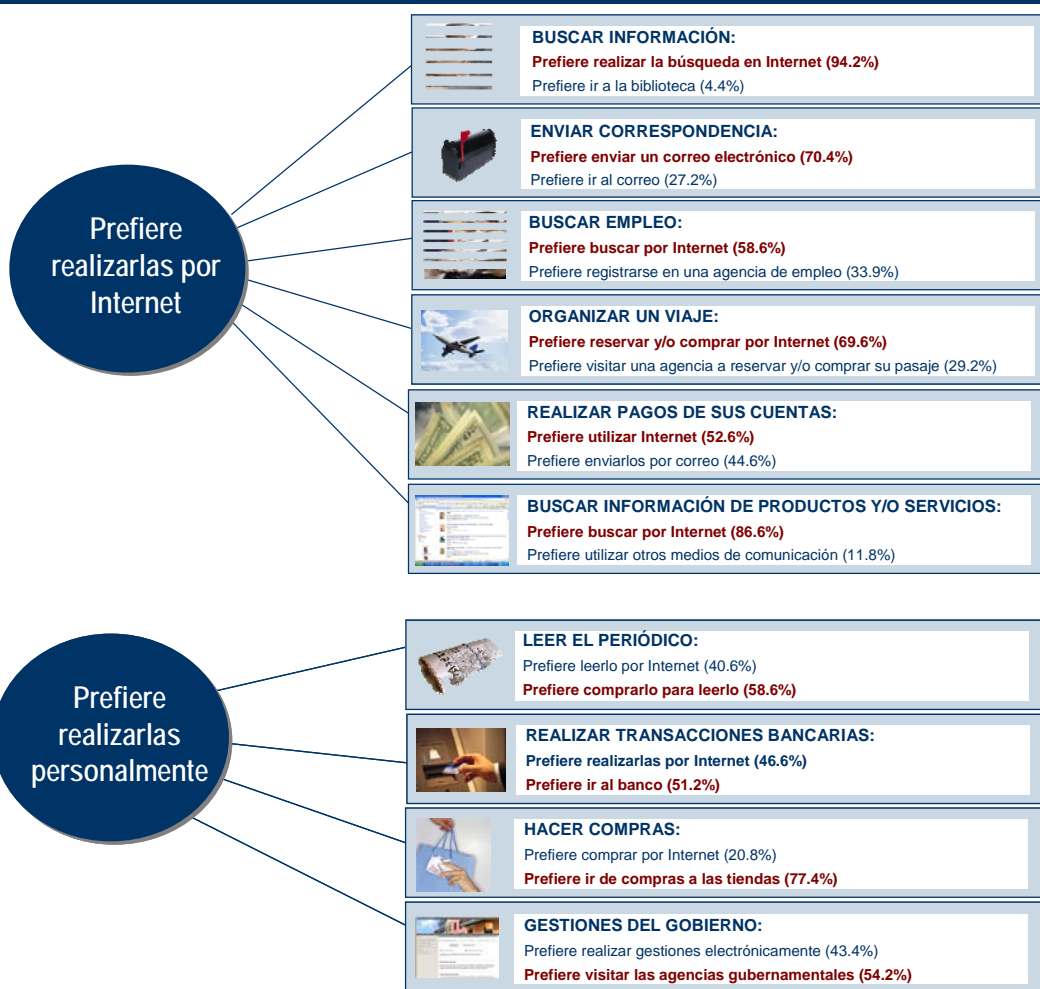 Prefiere
realizarlas por
Internet
BUSCAR INFORMACIÓN:
Prefiere realizar la búsqueda en Internet (94.2%)
Prefiere ir a la biblioteca (4.4%)
ENVIAR CORRESPONDENCIA:
Prefiere enviar un correo electrónico (70.4%)
Prefiere ir al correo (27.2%)
BUSCAR EMPLEO:
Prefiere buscar por Internet (58.6%)
Prefiere registrarse en una agencia de empleo (33.9%)
ORGANIZAR UN VIAJE:
Prefiere reservar y/o comprar por Internet (69.6%)
Prefiere visitar una agencia a reservar y/o comprar su pasaje (29.2%)
REALIZAR PAGOS DE SUS CUENTAS:
Prefiere utilizar Internet (52.6%)
Prefiere enviarlos por correo (44.6%)
BUSCAR INFORMACIÓN DE PRODUCTOS Y/O SERVICIOS:
Prefiere buscar por Internet (86.6%)
Prefiere utilizar otros medios de comunicación (11.8%)
Prefiere
realizarlas
personalmente
LEER EL PERIÓDICO:
Prefiere leerlo por Internet (40.6%)
Prefiere comprarlo para leerlo (58.6%)
REALIZAR TRANSACCIONES BANCARIAS:
Prefiere realizarlas por Internet (46.6%)
Prefiere ir al banco (51.2%)
HACER COMPRAS:
Prefiere comprar por Internet (20.8%)
Prefiere ir de compras a las tiendas (77.4%)
GESTIONES DEL GOBIERNO:
Prefiere realizar gestiones electrónicamente (43.4%)
Prefiere visitar las agencias gubernamentales (54.2%)